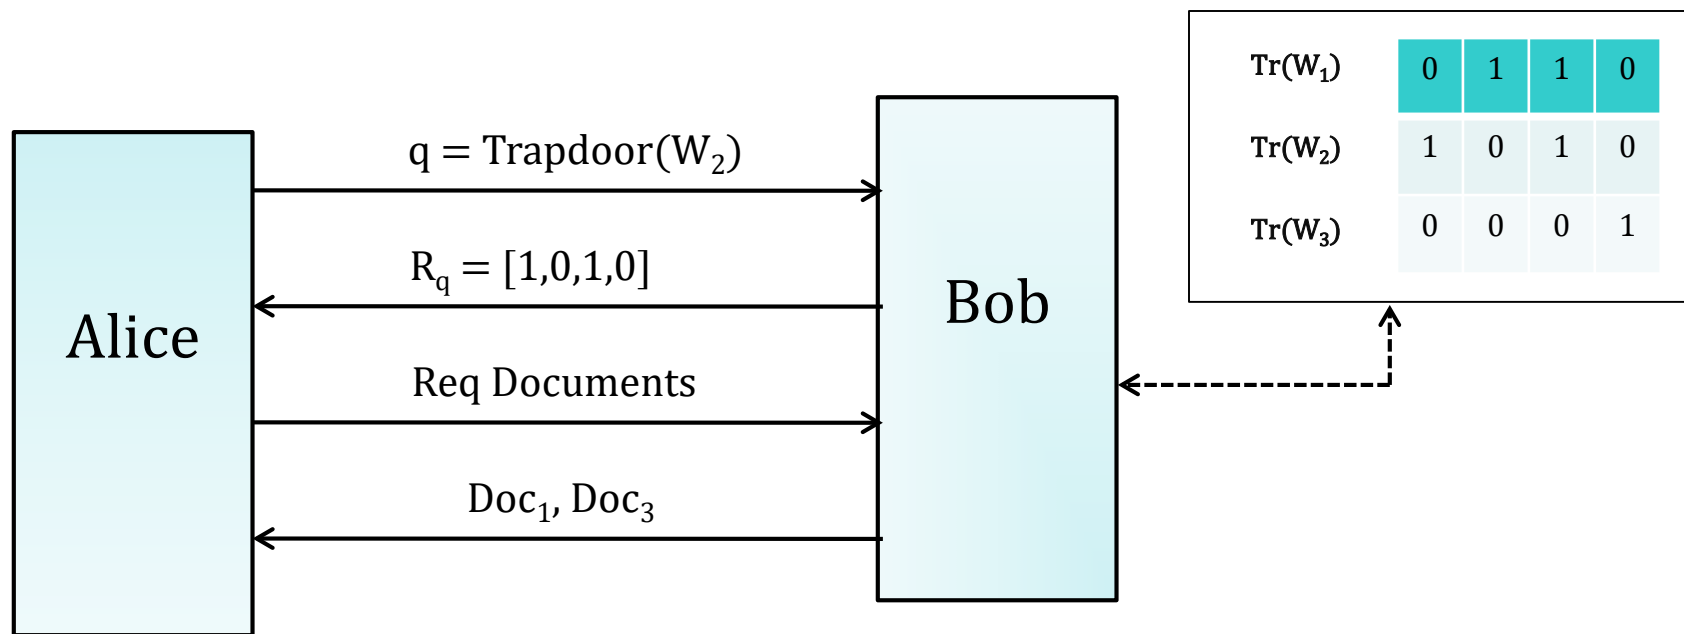 Alice
q = Trapdoor(W₂)
R_q = [1,0,1,0]
Req Documents
Doc₁, Doc₃
Bob
Tr(W₁) 0 1 1 0
Tr(W₂) 1 0 1 0
Tr(W₃) 0 0 0 1